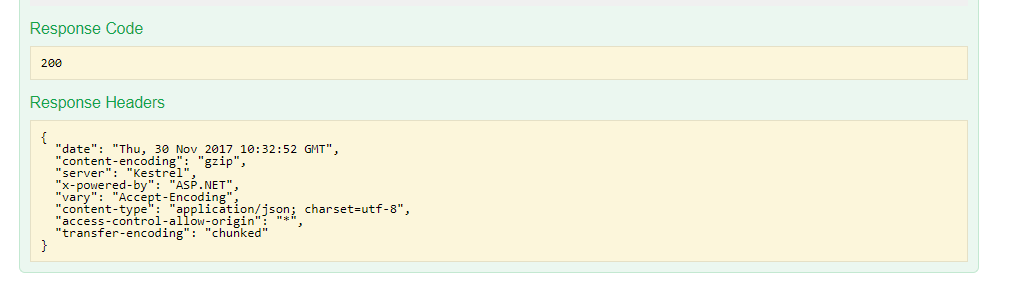 Response Code
200
Response Headers
{
"date": "Thu, 30 Nov 2017 10:32:52 GMT",
"content-encoding": "gzip",
"server": "Kestrel",
"x-powered-by": "ASP.NET",
"vary": "Accept-Encoding",
"content-type": "application/json; charset=utf-8",
"access-control-allow-origin": "*",
"transfer-encoding": "chunked"
}